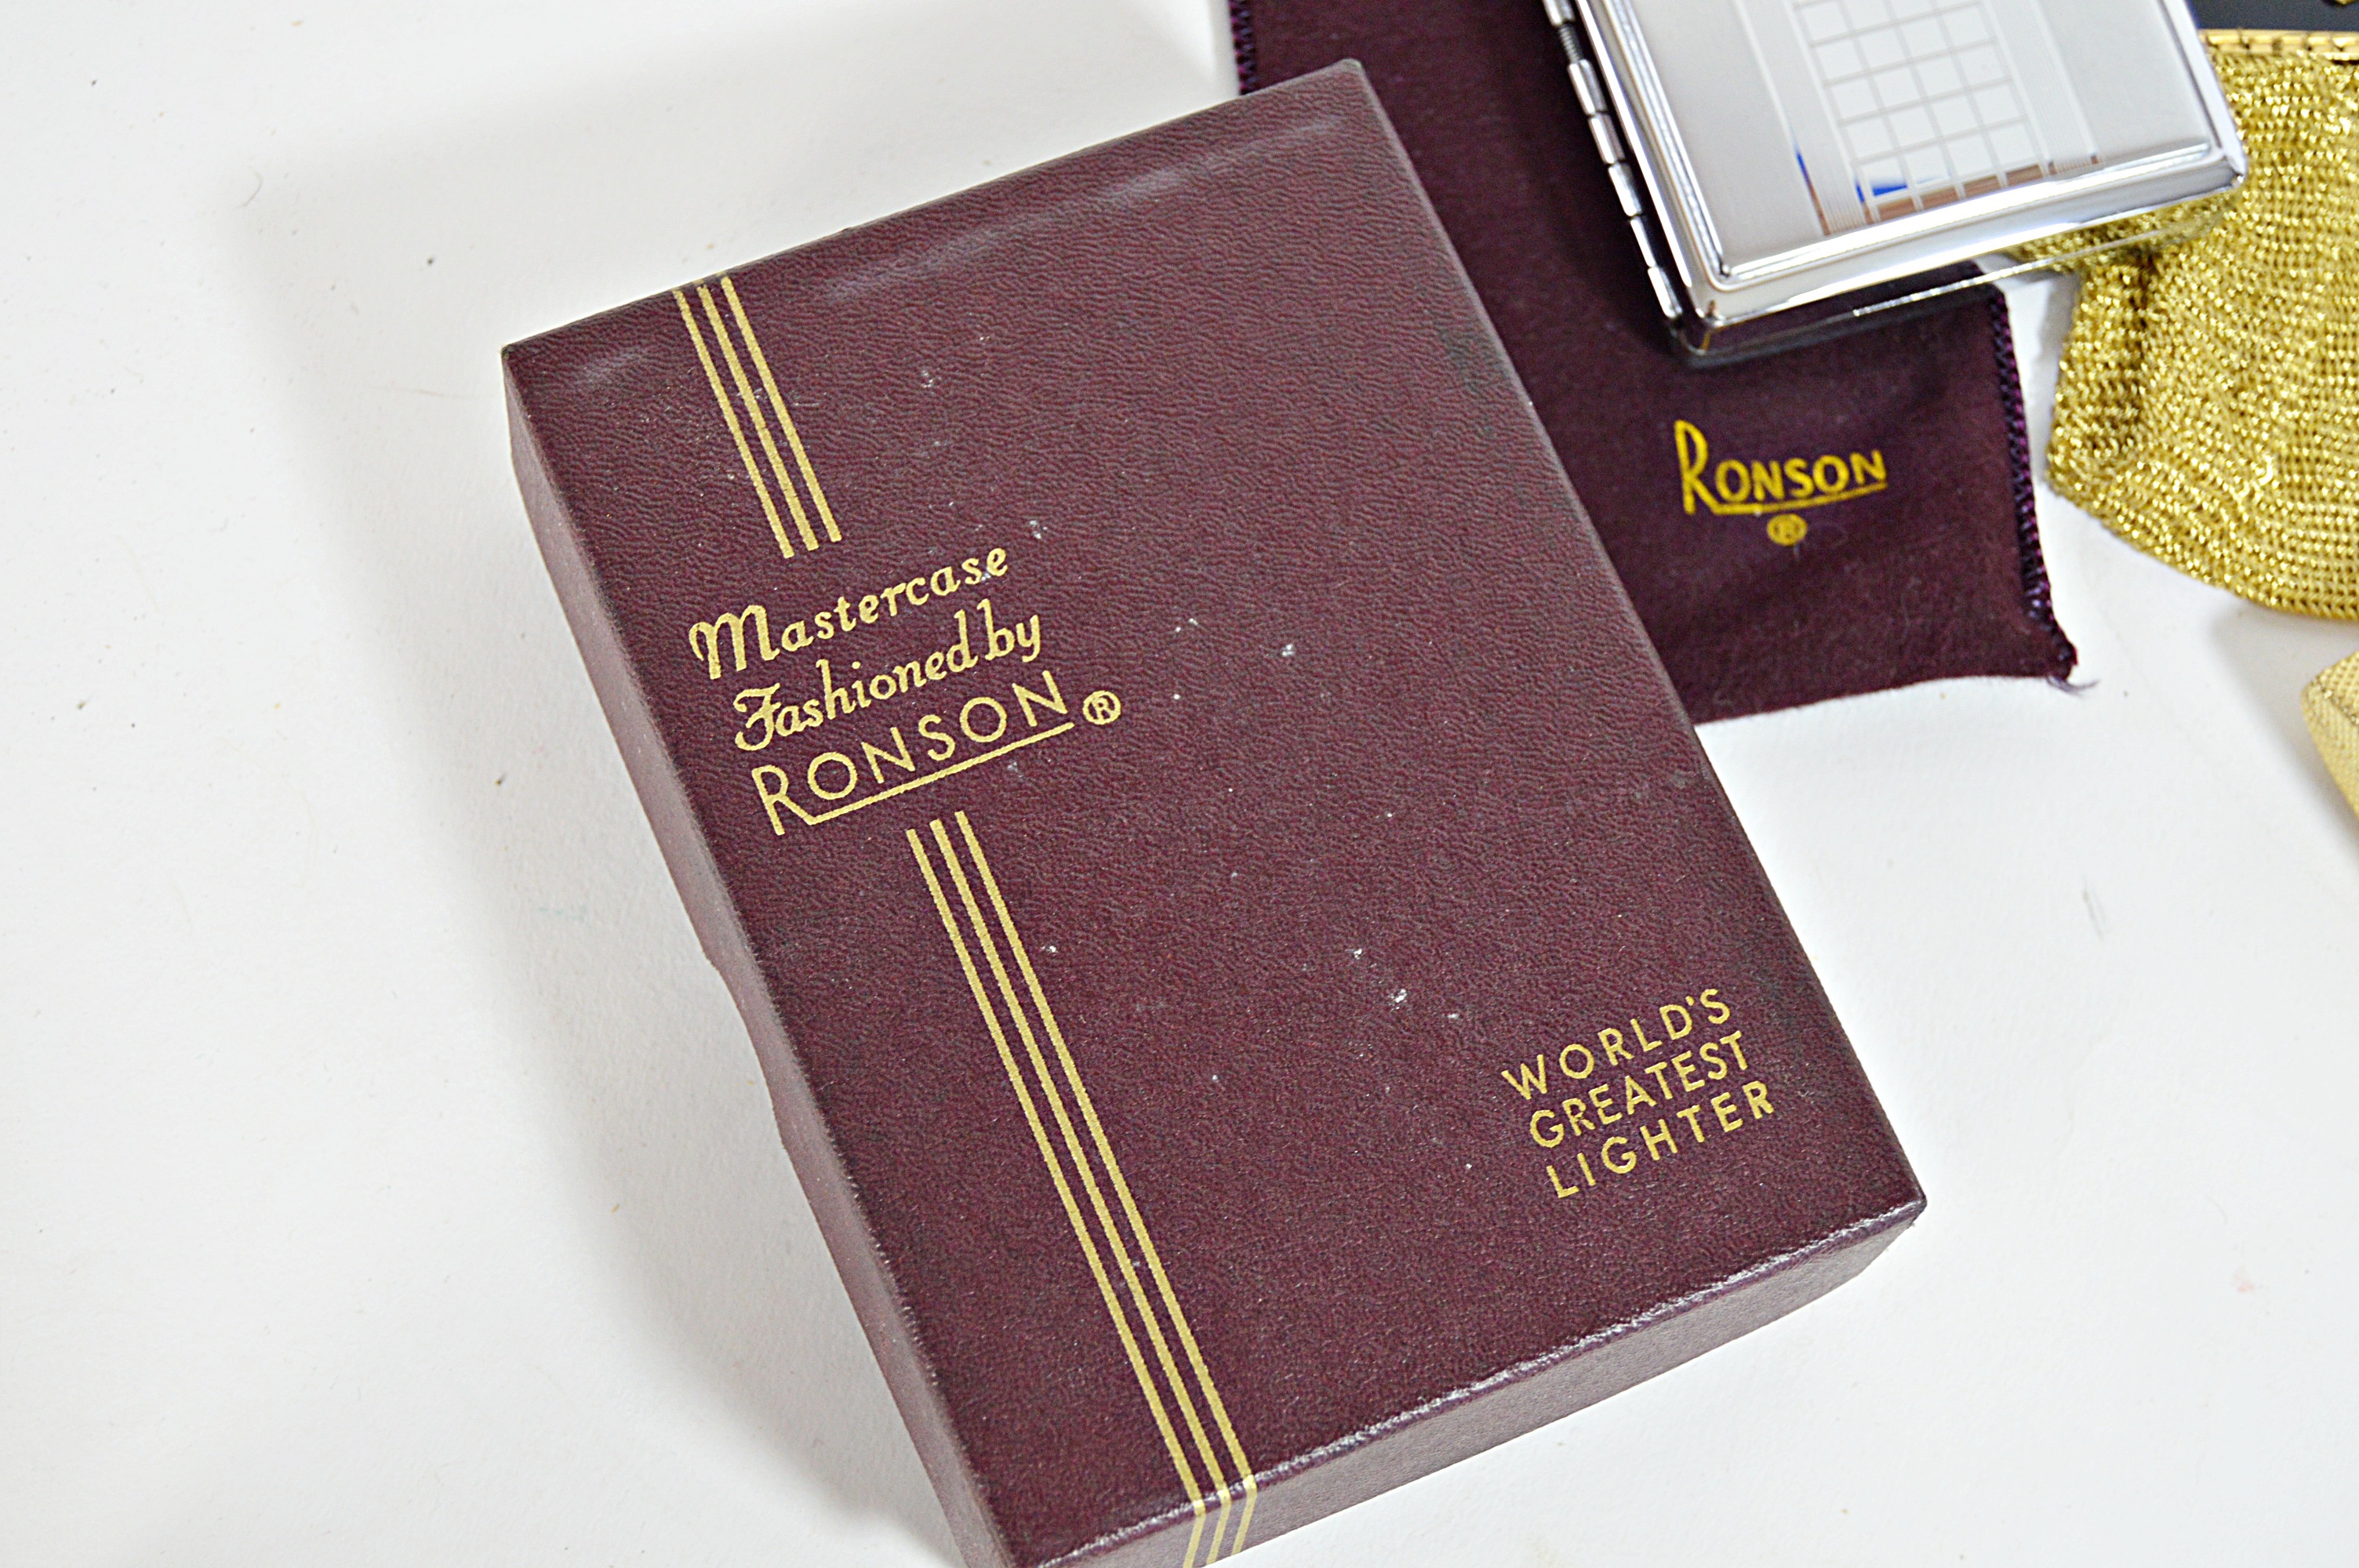 Mastercase
Fashioned by
RONSON®
WORLD'S
GREATEST
LIGHTER
RONSON
®